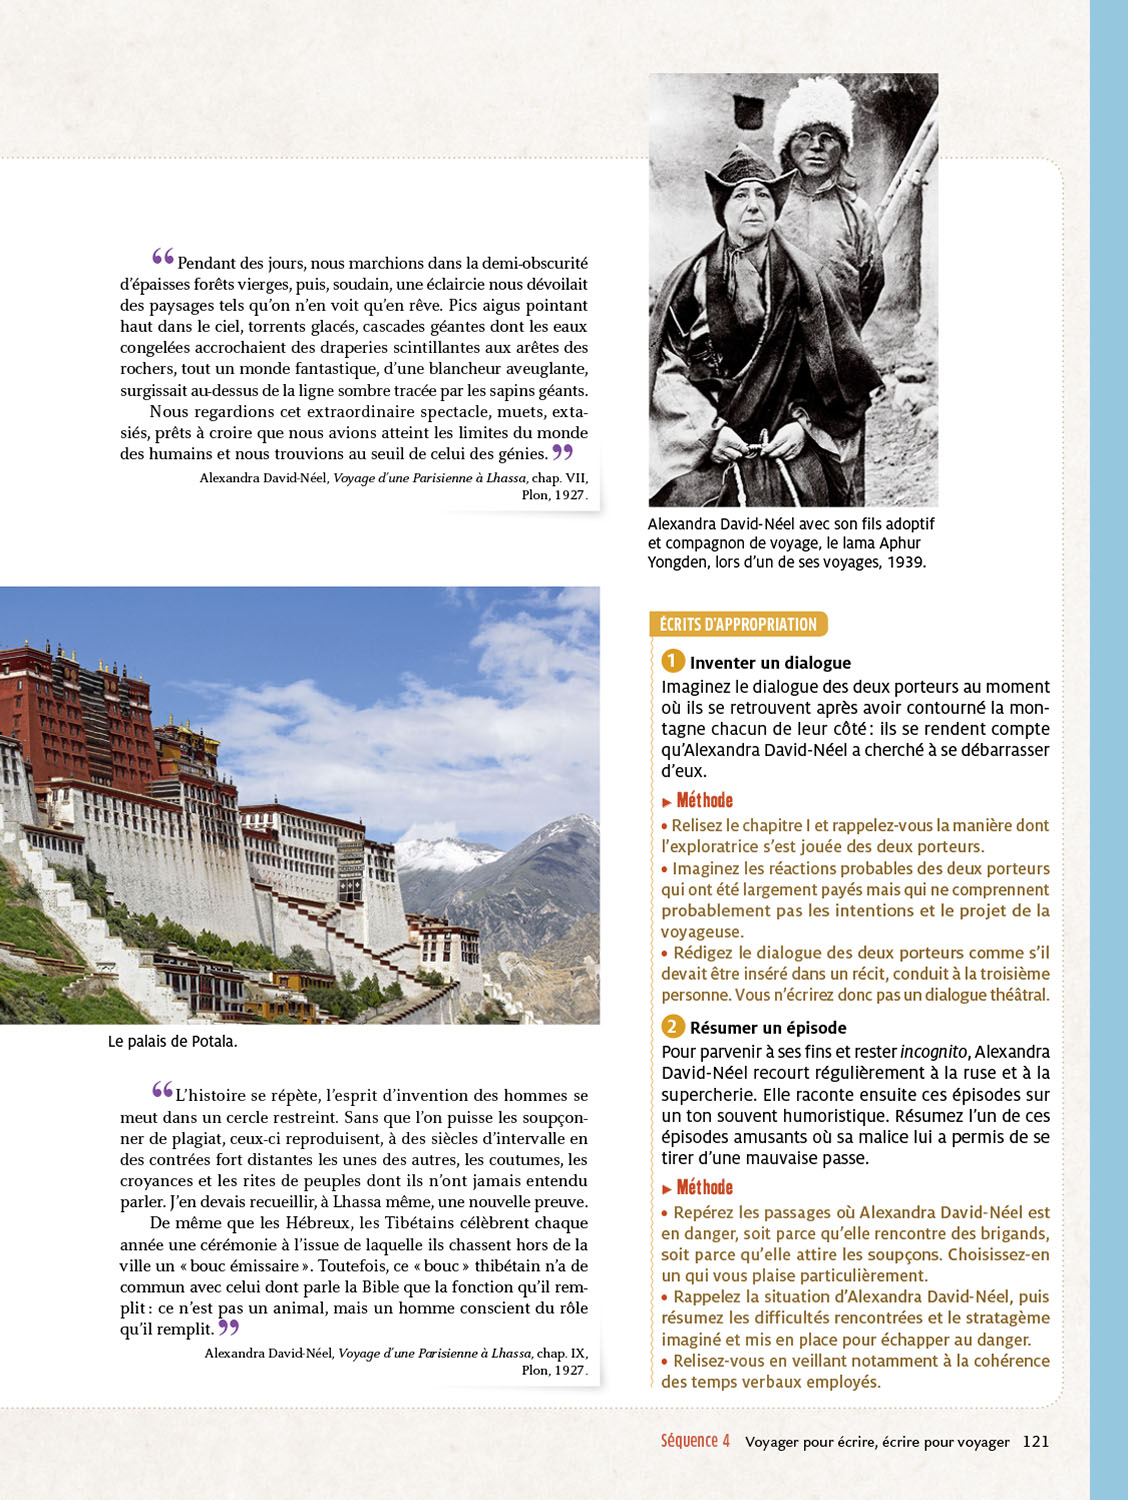 “ Pendant des jours, nous marchions dans la demi-obscurité
d’épaisses forêts vierges, puis, soudain, une éclaircie nous dévoilait
des paysages tels qu’on n’en voit qu’en rêve. Pics aigus pointant
haut dans le ciel, torrents glacés, cascades géantes dont les eaux
congelées accrochaient des draperies scintillantes aux arêtes des
rochers, tout un monde fantastique, d’une blancheur aveuglante,
surgissait au-dessus de la ligne sombre tracée par les sapins géants.
Nous regardions cet extraordinaire spectacle, muets, exta-
siés, prêts à croire que nous avions atteint les limites du monde
des humains et nous trouvions au seuil de celui des génies. ”
Alexandra David-Néel, Voyage d’une Parisienne à Lhassa, chap. VII,
Plon, 1927.
Alexandra David-Néel avec son fils adoptif
et compagnon de voyage, le lama Aphur
Yongden, lors d’un de ses voyages, 1939.
Le palais de Potala.
“ L’histoire se répète, l’esprit d’invention des hommes se
meut dans un cercle restreint. Sans que l’on puisse les soupçon-
ner de plagiat, ceux-ci reproduisent, à des siècles d’intervalle en
des contrées fort distantes les unes des autres, les coutumes, les
croyances et les rites de peuples dont ils n’ont jamais entendu
parler. J’en devais recueillir, à Lhassa même, une nouvelle preuve.
De même que les Hébreux, les Tibétains célèbrent chaque
année une cérémonie à l’issue de laquelle ils chassent hors de la
ville un « bouc émissaire ». Toutefois, ce « bouc » thibétain n’a de
commun avec celui dont parle la Bible que la fonction qu’il rem-
plit : ce n’est pas un animal, mais un homme conscient du rôle
qu’il remplit. ”
Alexandra David-Néel, Voyage d’une Parisienne à Lhassa, chap. IX,
Plon, 1927.
ÉCRITS D’APPROPRIATION
1 Inventer un dialogue
Imaginez le dialogue des deux porteurs au moment
où ils se retrouvent après avoir contourné la mon-
tagne chacun de leur côté : ils se rendent compte
qu’Alexandra David-Néel a cherché à se débarrasser
d’eux.
► Méthode
• Relisez le chapitre I et rappelez-vous la manière dont
l’exploratrice s’est jouée des deux porteurs.
• Imaginez les réactions probables des deux porteurs
qui ont été largement payés mais qui ne comprennent
probablement pas les intentions et le projet de la
voyageuse.
• Rédigez le dialogue des deux porteurs comme s’il
devait être inséré dans un récit, conduit à la troisième
personne. Vous n’écrirez donc pas un dialogue théâtral.
2 Résumer un épisode
Pour parvenir à ses fins et rester incognito, Alexandra
David-Néel recourt régulièrement à la ruse et à la
supercherie. Elle raconte ensuite ces épisodes sur
un ton souvent humoristique. Résumez l’un de ces
épisodes amusants où sa malice lui a permis de se
tirer d’une mauvaise passe.
► Méthode
• Repérez les passages où Alexandra David-Néel est
en danger, soit parce qu’elle rencontre des brigands,
soit parce qu’elle attire les soupçons. Choisissez-en
un qui vous plaise particulièrement.
• Rappelez la situation d’Alexandra David-Néel, puis
résumez les difficultés rencontrées et le stratagème
imaginé et mis en place pour échapper au danger.
• Relisez-vous en veillant notamment à la cohérence
des temps verbaux employés.
Séquence 4 Voyager pour écrire, écrire pour voyager 121